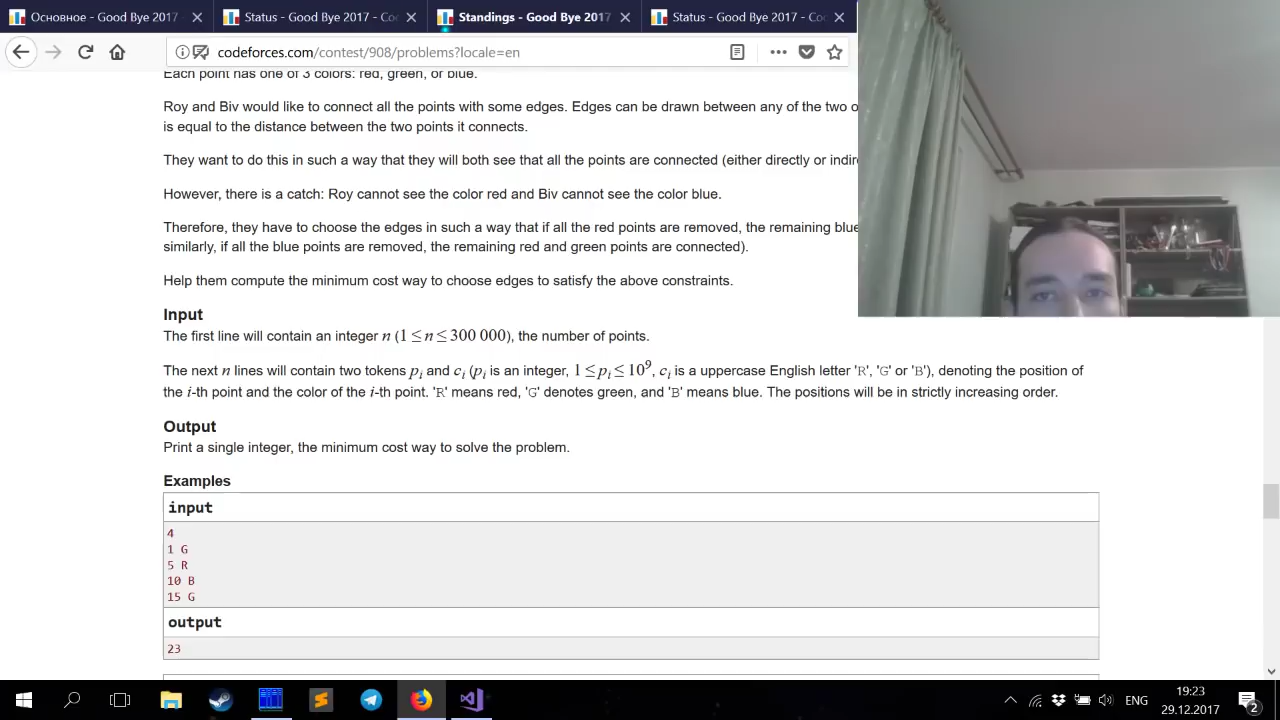 Основное - Good Bye 2017 - Co
Status - Good Bye 2017 - Coc
Standings - Good Bye 2017
Status - Good Bye 2017 - Coc
codeforces.com/contest/908/problems?locale=en
Each point has one of 3 colors: red, green, or blue.
Roy and Biv would like to connect all the points with some edges. Edges can be drawn between any of the two o
is equal to the distance between the two points it connects.
They want to do this in such a way that they will both see that all the points are connected (either directly or indire
However, there is a catch: Roy cannot see the color red and Biv cannot see the color blue.
Therefore, they have to choose the edges in such a way that if all the red points are removed, the remaining blue
similarly, if all the blue points are removed, the remaining red and green points are connected).
Help them compute the minimum cost way to choose edges to satisfy the above constraints.
Input
The first line will contain an integer n (1 ≤ n ≤ 300 000), the number of points.
The next n lines will contain two tokens pi and ci (pi is an integer, 1 ≤ pi ≤ 10^9, ci is a uppercase English letter 'R', 'G' or 'B'), denoting the position of
the i-th point and the color of the i-th point. 'R' means red, 'G' denotes green, and 'B' means blue. The positions will be in strictly increasing order.
Output
Print a single integer, the minimum cost way to solve the problem.
Examples
input
4
1 G
5 R
10 B
15 G
output
23
ENG
19:23
29.12.2017
2